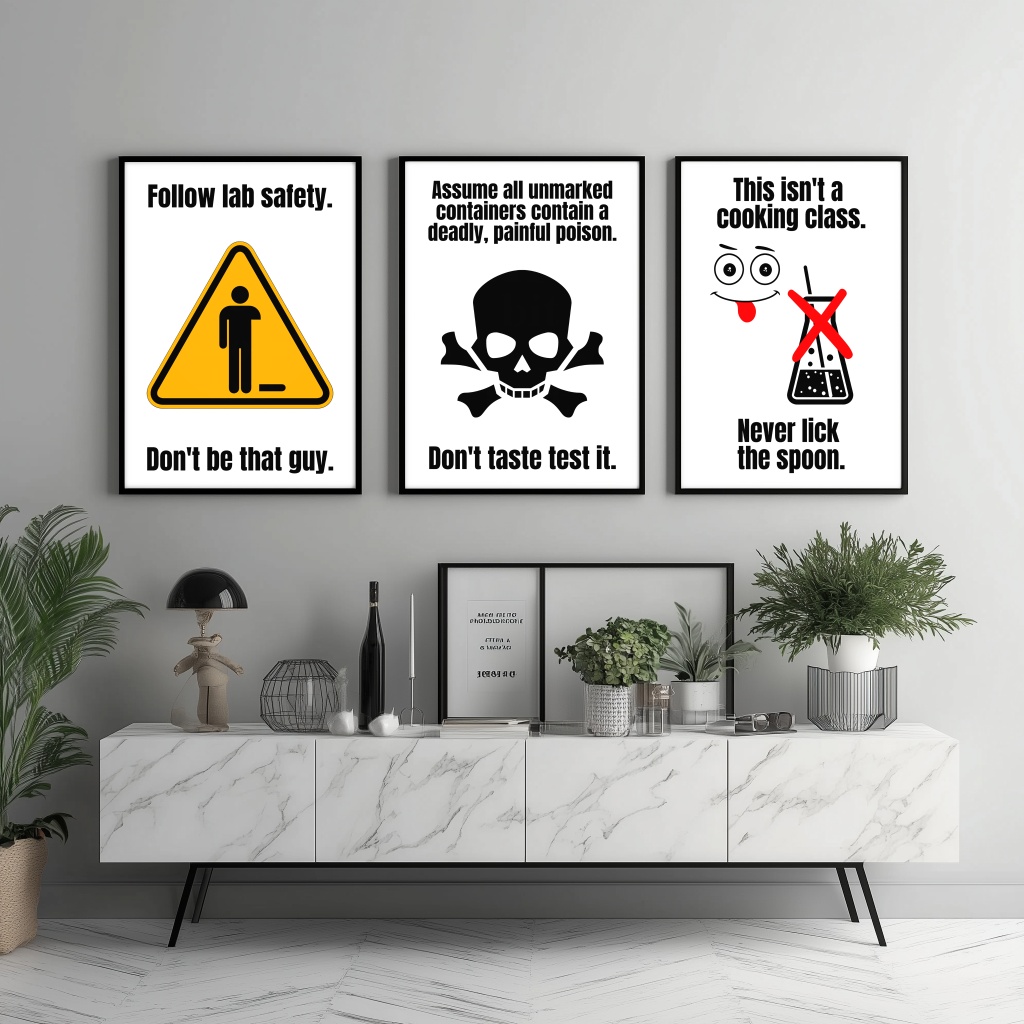 Follow lab safety.
Don't be that guy.
Assume all unmarked
containers contain a
deadly, painful poison.
Don't taste test it.
This isn't a
cooking class.
Never lick
the spoon.